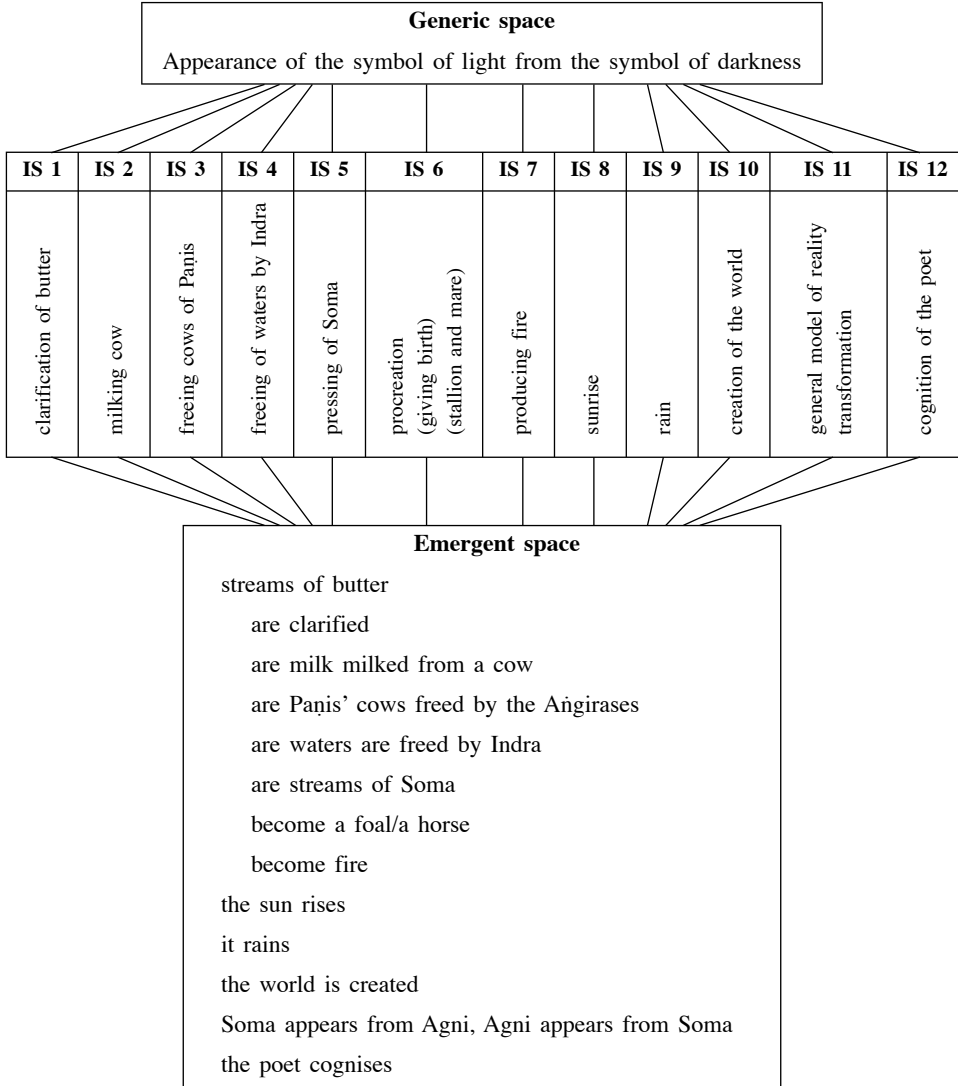 Generic space
Appearance of the symbol of light from the symbol of darkness
IS 1
IS 2
IS 3
IS 4
IS 5
IS 6
IS 7
IS 8
IS 9
IS 10
IS 11
IS 12
clarification of butter
milking cow
freeing cows of Paṇis
freeing of waters by Indra
pressing of Soma
procreation
(giving birth)
(stallion and mare)
producing fire
sunrise
rain
creation of the world
general model of reality
transformation
cognition of the poet
Emergent space
streams of butter
are clarified
are milk milked from a cow
are Paṇis’ cows freed by the Aṅgirases
are waters are freed by Indra
are streams of Soma
become a foal/a horse
become fire
the sun rises
it rains
the world is created
Soma appears from Agni, Agni appears from Soma
the poet cognises